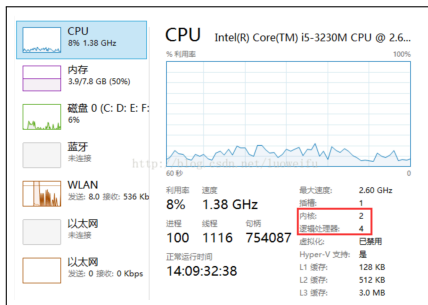 CPU
8% 1.38 GHz
内存
3.9/7.8 GB (50%)
磁盘 0 (C: D: E: F:
6%
蓝牙
未连接
WLAN
发送: 8.0 接收: 536 Kb
以太网
未连接
以太网
发送: 0 接收: 0 Kbps
CPU Intel(R) Core(TM) i5-3230M CPU @ 2.6...
% 利用率 100%
http://blog.csdn.net/luoweifu
60 秒 0
利用率 速度
8% 1.38 GHz
进程 线程 句柄
100 1116 754087
正常运行时间
14:09:32:38
最大速度: 2.60 GHz
插槽: 1
内核: 2
逻辑处理器: 4
虚拟化: 已禁用
Hyper-V 支持: 是
L1 缓存: 128 KB
L2 缓存: 512 KB
L3 缓存: 3.0 MB